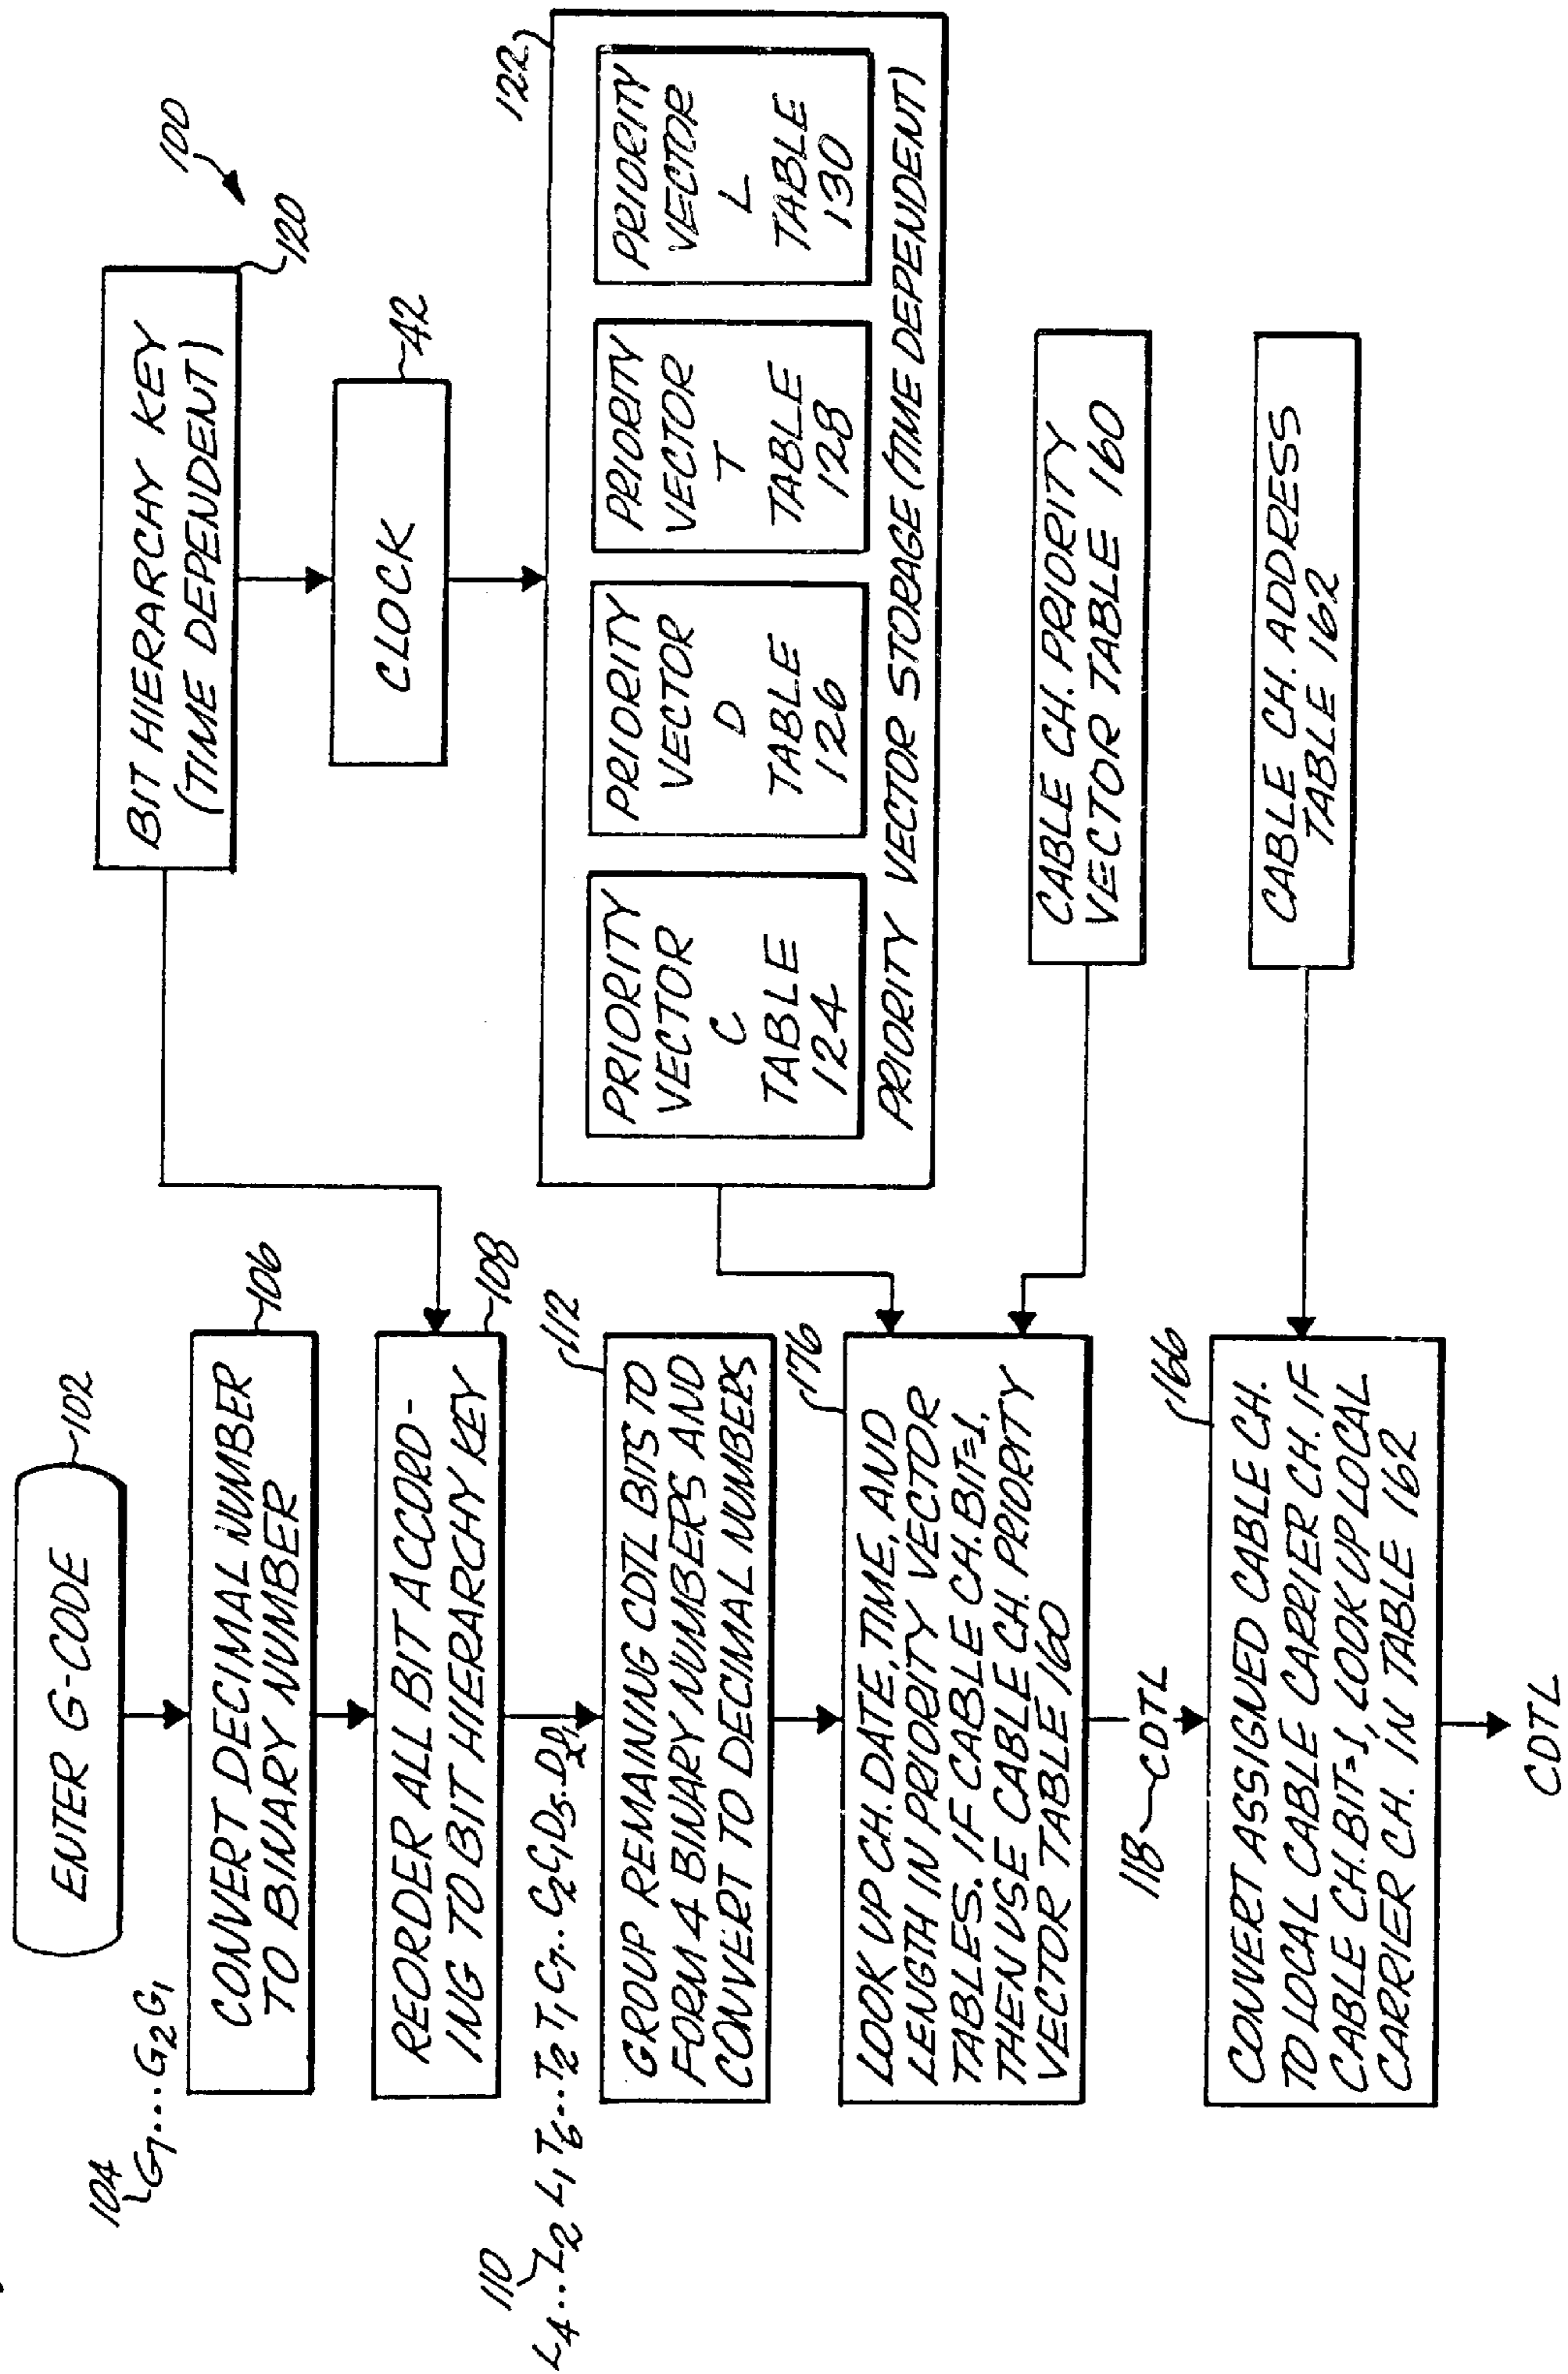 100
ENTER G-CODE
102
104
G7...G2G1
CONVERT DECIMAL NUMBER
TO BINARY NUMBER
106
BIT HIERARCHY KEY
(TIME DEPENDENT)
120
REORDER ALL BIT ACCORD-
ING TO BIT HIERARCHY KEY
108
CLOCK
42
110
L4..L2 L1 T6...T2 T1 C7..C2C1D5..D2D1
GROUP REMAINING CDTL BITS TO
FORM 4 BINARY NUMBERS AND
CONVERT TO DECIMAL NUMBERS
112
122
PRIORITY
VECTOR
C
TABLE
124
PRIORITY
VECTOR
D
TABLE
126
PRIORITY
VECTOR
T
TABLE
128
PRIORITY
VECTOR
L
TABLE
130
PRIORITY VECTOR STORAGE (TIME DEPENDENT)
LOOK UP CH. DATE, TIME, AND
LENGTH IN PRIORITY VECTOR
TABLES. IF CABLE CH.BIT=1,
THEN USE CABLE CH. PRIORITY
VECTOR TABLE 160
176
CABLE CH. PRIORITY
VECTOR TABLE 160
118
CDTL
CONVERT ASSIGNED CABLE CH.
TO LOCAL CABLE CARRIER CH. IF
CABLE CH.BIT=1, LOOK UP LOCAL
CARRIER CH. IN TABLE 162
166
CABLE CH. ADDRESS
TABLE 162
CDTL